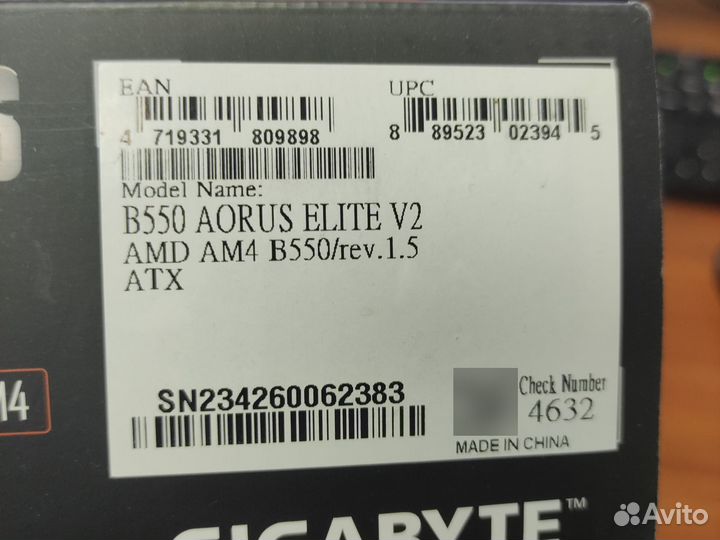 EAN
UPC
4 719331 809898
8 89523 02394 5
Model Name:
B550 AORUS ELITE V2
AMD AM4 B550/rev.1.5
ATX
SN234260062383
Check Number
4632
MADE IN CHINA
GIGABYTE™
Avito